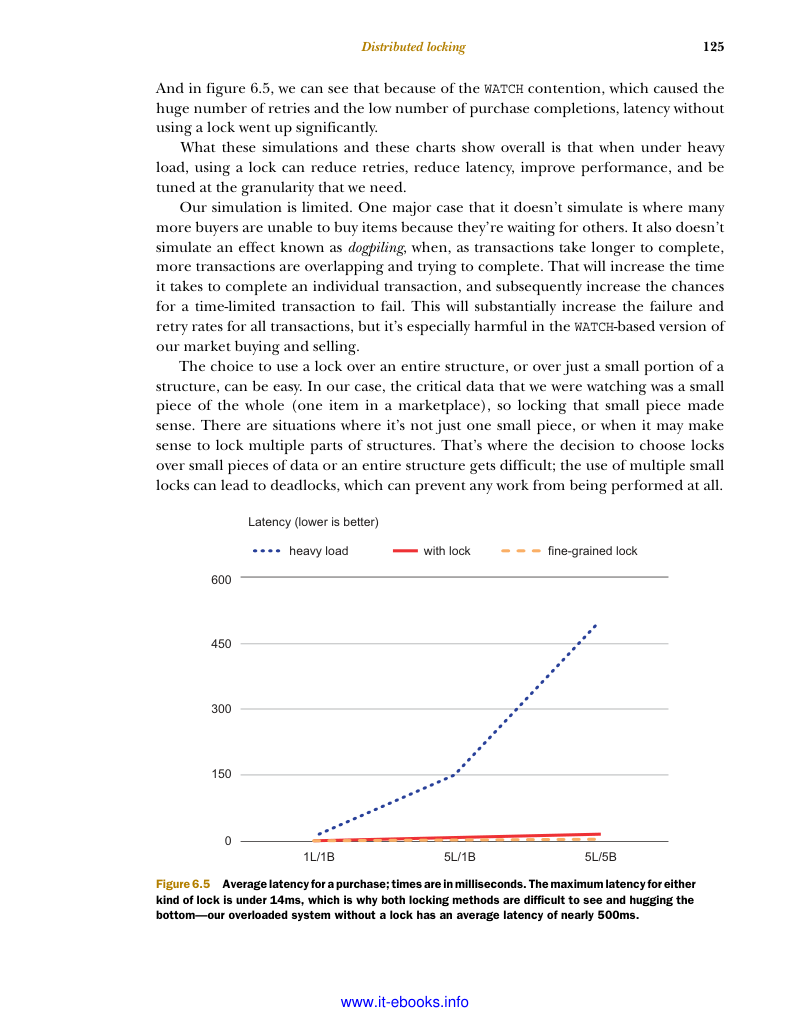 Distributed locking
125
And in figure 6.5, we can see that because of the WATCH contention, which caused the
huge number of retries and the low number of purchase completions, latency without
using a lock went up significantly.
What these simulations and these charts show overall is that when under heavy
load, using a lock can reduce retries, reduce latency, improve performance, and be
tuned at the granularity that we need.
Our simulation is limited. One major case that it doesn't simulate is where many
more buyers are unable to buy items because they're waiting for others. It also doesn't
simulate an effect known as dogpiling, when, as transactions take longer to complete,
more transactions are overlapping and trying to complete. That will increase the time
it takes to complete an individual transaction, and subsequently increase the chances
for a time-limited transaction to fail. This will substantially increase the failure and
retry rates for all transactions, but it's especially harmful in the WATCH-based version of
our market buying and selling.
The choice to use a lock over an entire structure, or over just a small portion of a
structure, can be easy. In our case, the critical data that we were watching was a small
piece of the whole (one item in a marketplace), so locking that small piece made
sense. There are situations where it's not just one small piece, or when it may make
sense to lock multiple parts of structures. That's where the decision to choose locks
over small pieces of data or an entire structure gets difficult; the use of multiple small
locks can lead to deadlocks, which can prevent any work from being performed at all.
Latency (lower is better)
heavy load with lock fine-grained lock
600
450
300
150
0
1L/1B 5L/1B 5L/5B
Figure 6.5 Average latency for a purchase; times are in milliseconds. The maximum latency for either
kind of lock is under 14ms, which is why both locking methods are difficult to see and hugging the
bottom—our overloaded system without a lock has an average latency of nearly 500ms.
www.it-ebooks.info